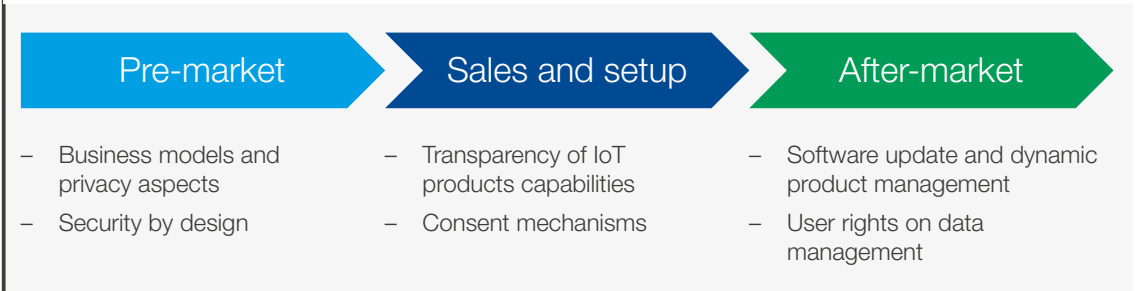 Pre-market
– Business models and
privacy aspects
– Security by design
Sales and setup
– Transparency of IoT
products capabilities
– Consent mechanisms
After-market
– Software update and dynamic
product management
– User rights on data
management